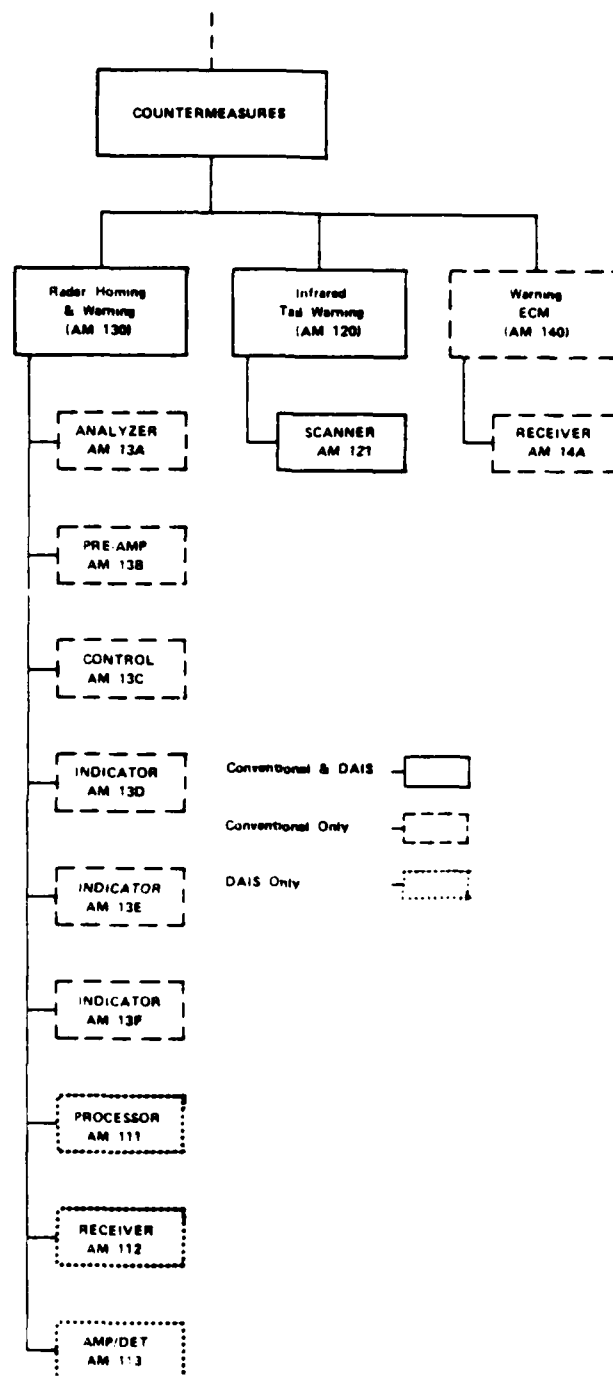 COUNTERMEASURES
Radar Homing
& Warning
(AM 130)
Infrared
Tail Warning
(AM 120)
Warning
ECM
(AM 140)
ANALYZER
AM 13A
SCANNER
AM 121
RECEIVER
AM 14A
PRE-AMP
AM 13B
CONTROL
AM 13C
INDICATOR
AM 13D
Conventional & DAIS
Conventional Only
DAIS Only
INDICATOR
AM 13E
INDICATOR
AM 13F
PROCESSOR
AM 111
RECEIVER
AM 112
AMP/DET
AM 113